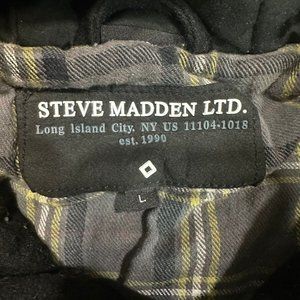 STEVE MADDEN LTD.
Long Island City, NY US 11104-1018
est. 1990
L